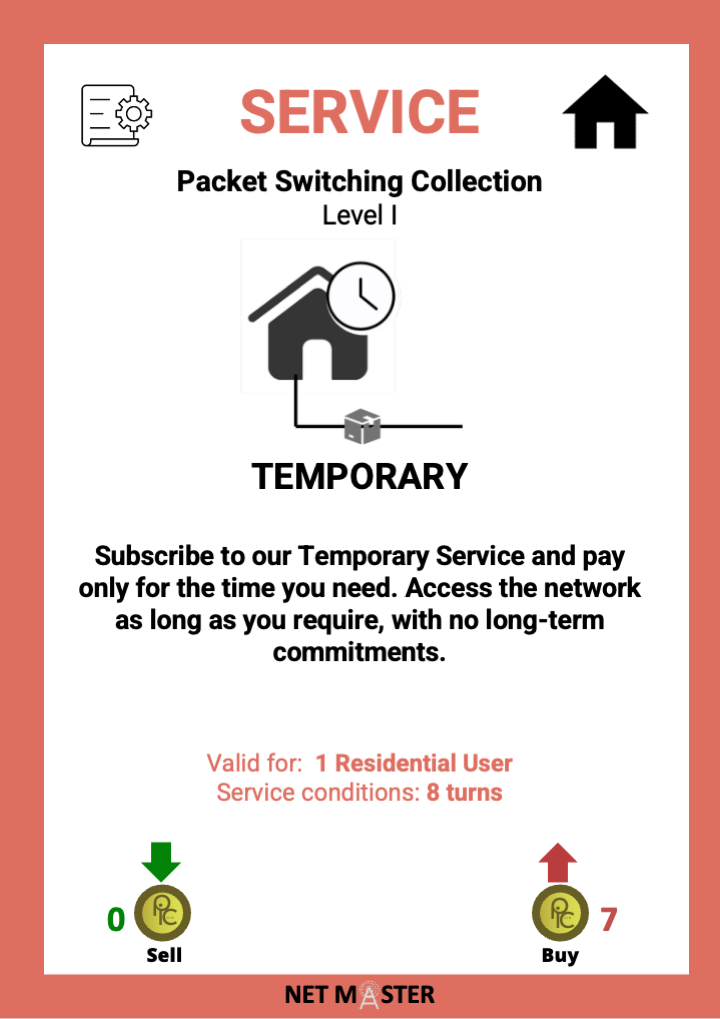 SERVICE
Packet Switching Collection
Level I
TEMPORARY
Subscribe to our Temporary Service and pay
only for the time you need. Access the network
as long as you require, with no long-term
commitments.
Valid for: 1 Residential User
Service conditions: 8 turns
0
Sell
7
Buy
NET MASTER